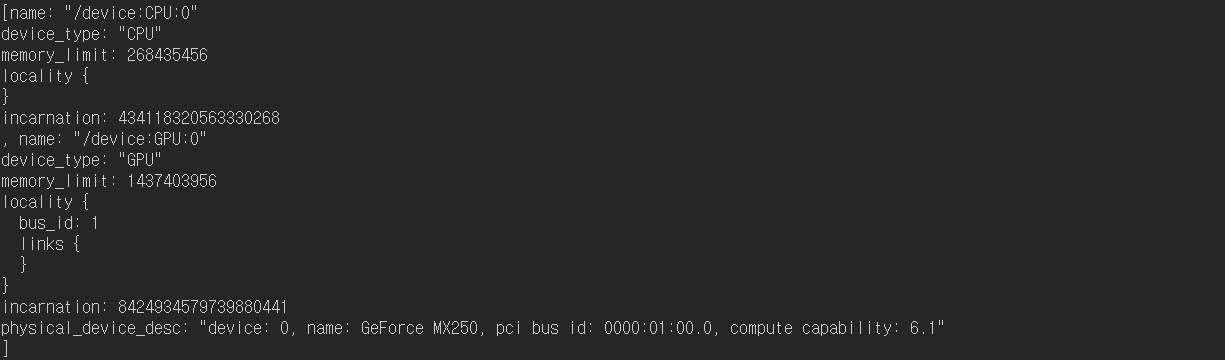 [name: "/device:CPU:0"
device_type: "CPU"
memory_limit: 268435456
locality {
}
incarnation: 434118320563330268
, name: "/device:GPU:0"
device_type: "GPU"
memory_limit: 1437403956
locality {
  bus_id: 1
  links {
  }
}
incarnation: 8424934579739880441
physical_device_desc: "device: 0, name: GeForce MX250, pci bus id: 0000:01:00.0, compute capability: 6.1"
]